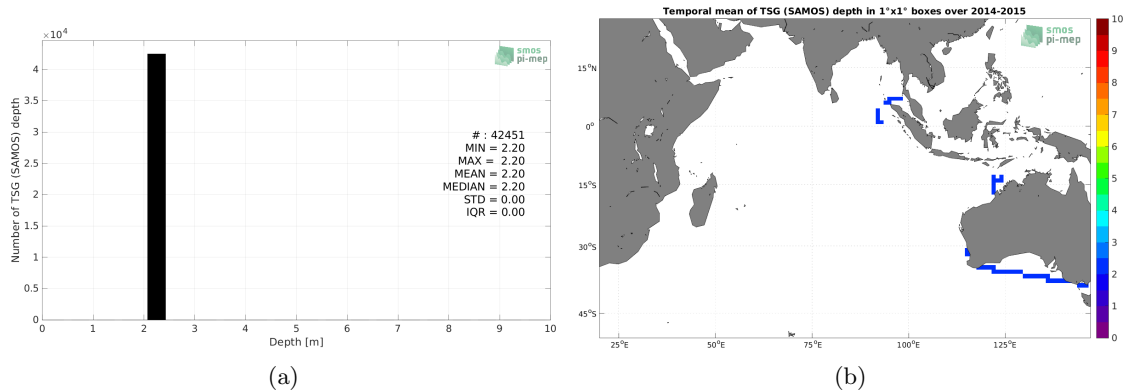 ×10⁴
smos
pi-mep
4
3.5
3
2.5
2
1.5
1
0.5
0
Number of TSG (SAMOS) depth
# : 42451
MIN = 2.20
MAX = 2.20
MEAN = 2.20
MEDIAN = 2.20
STD = 0.00
IQR = 0.00
0 1 2 3 4 5 6 7 8 9 10
Depth [m]
(a)
Temporal mean of TSG (SAMOS) depth in 1°x1° boxes over 2014-2015
smos
pi-mep
15°N
0°
15°S
30°S
45°S
25°E 50°E 75°E 100°E 125°E
10
9
8
7
6
5
4
3
2
1
0
(b)